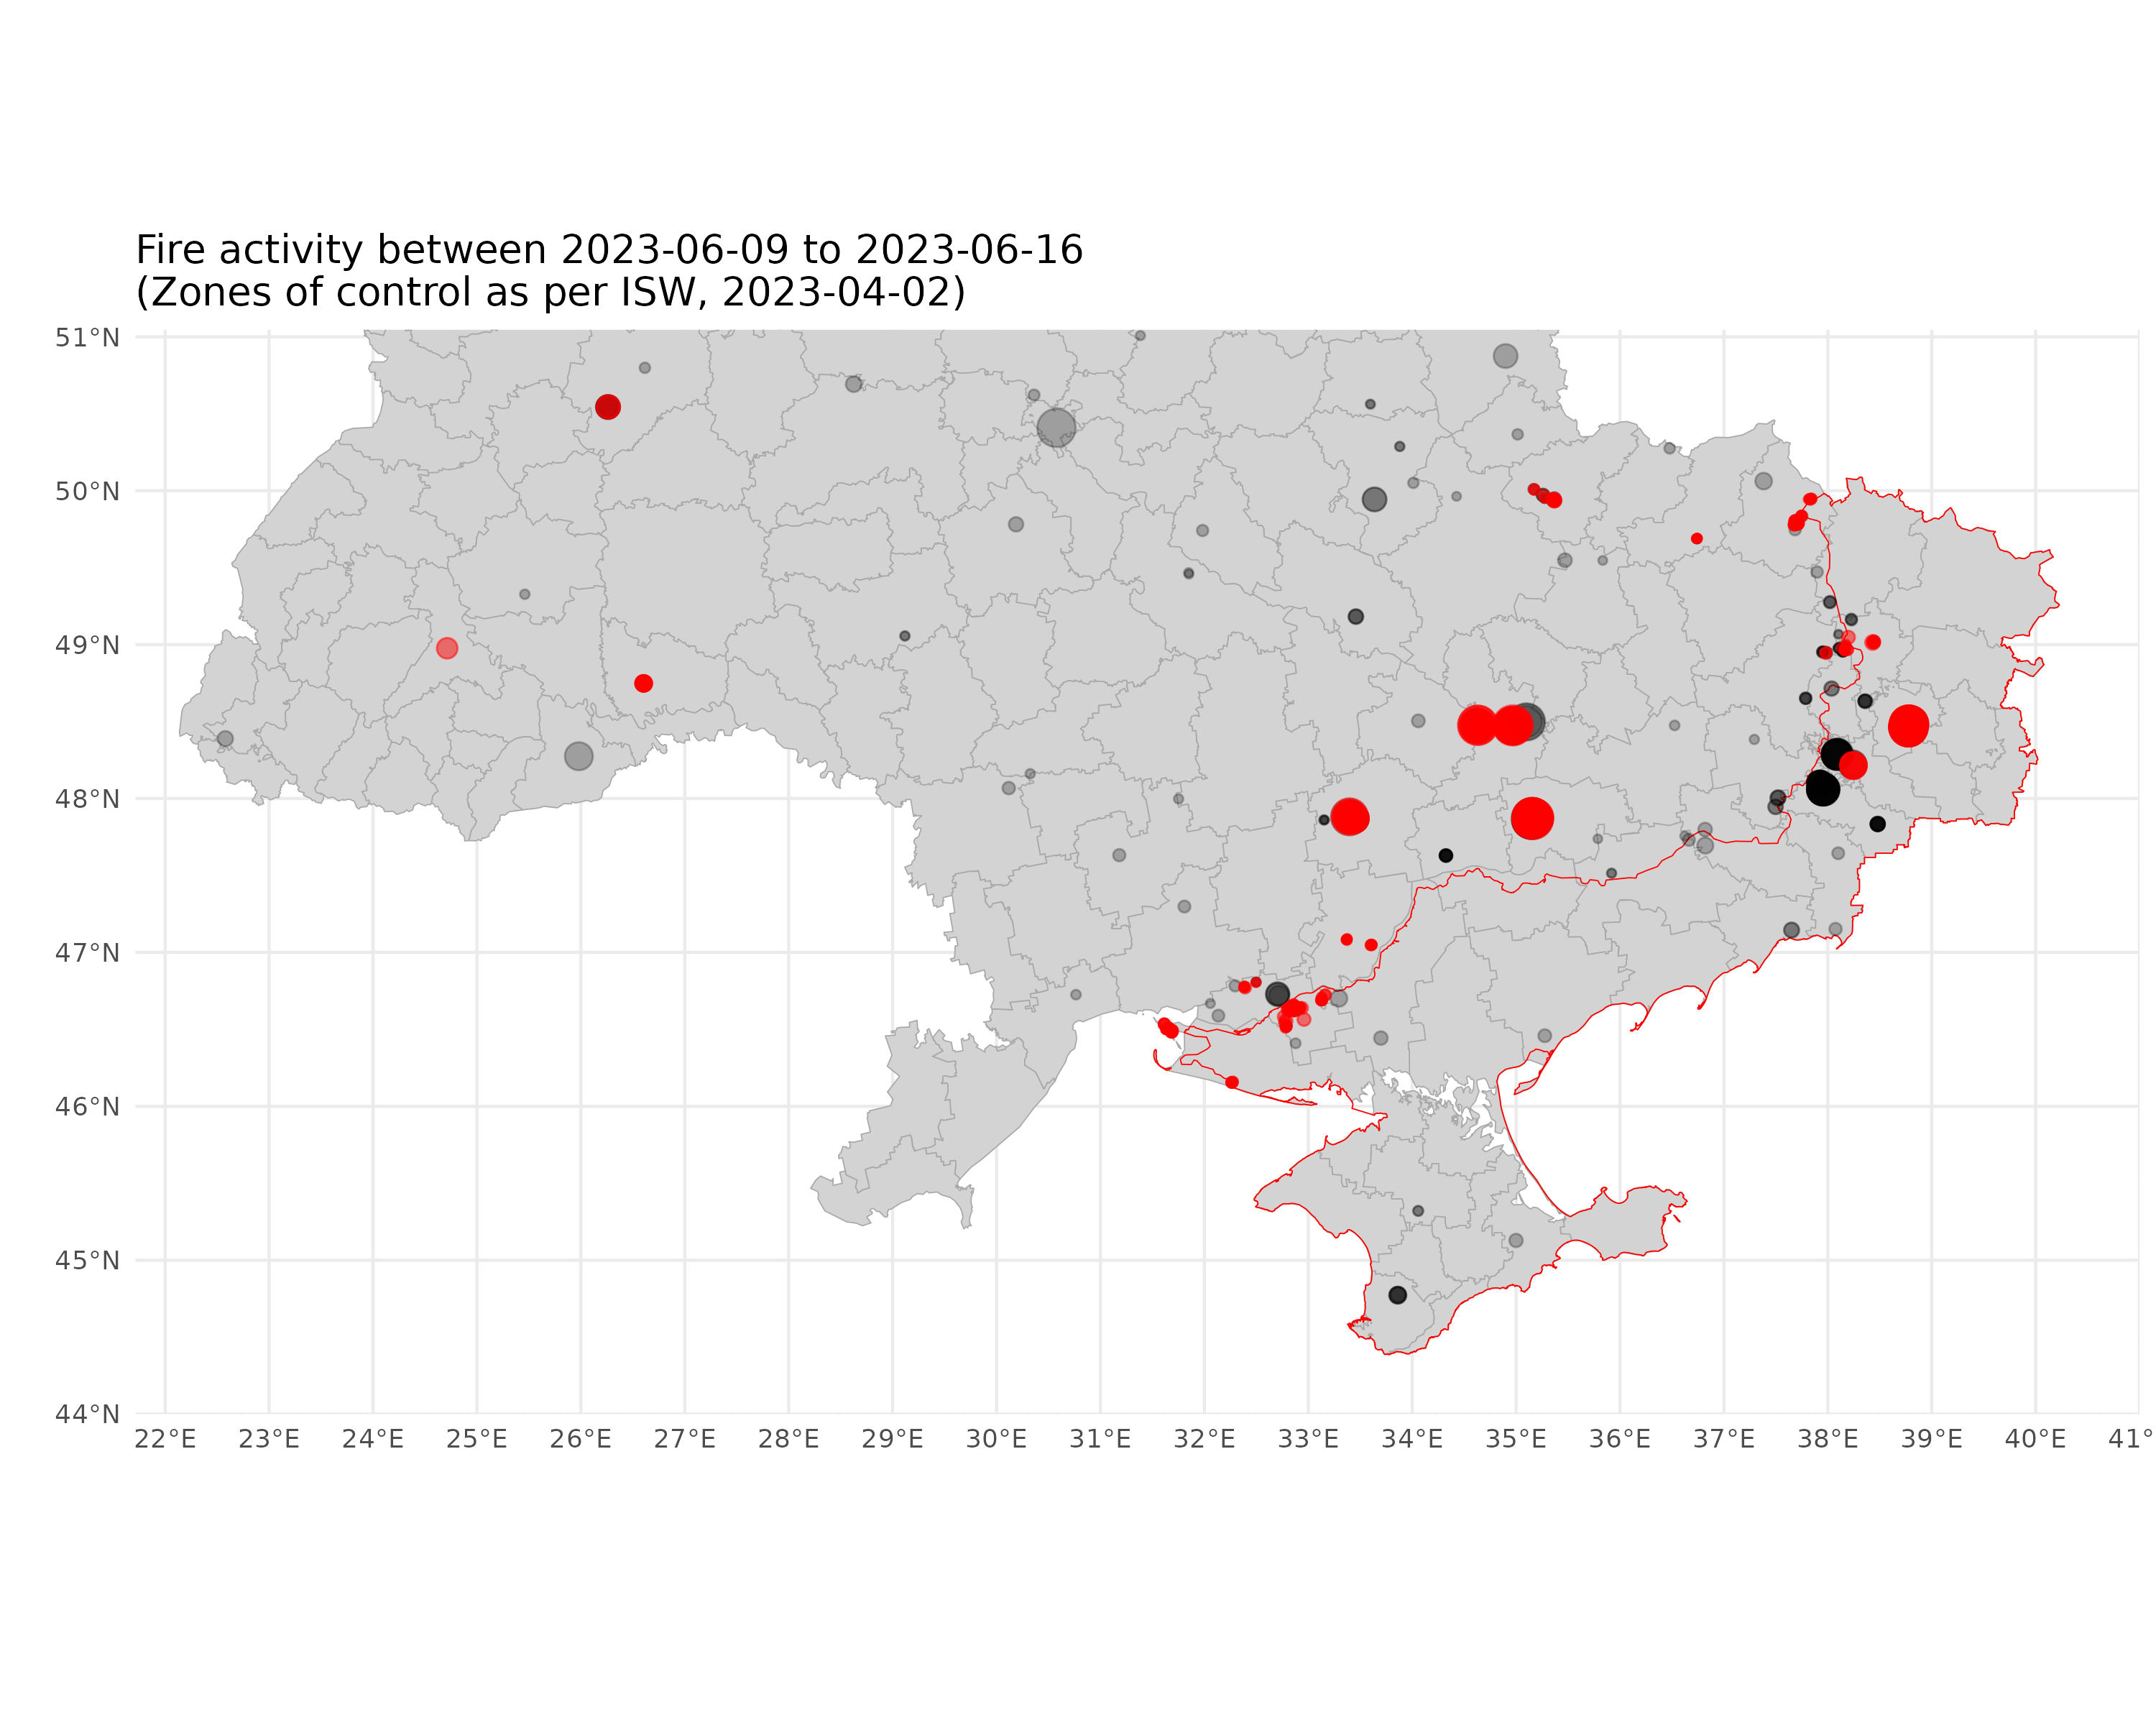 Fire activity between 2023-06-09 to 2023-06-16
(Zones of control as per ISW, 2023-04-02)
51°N
50°N
49°N
48°N
47°N
46°N
45°N
44°N
22°E 23°E 24°E 25°E 26°E 27°E 28°E 29°E 30°E 31°E 32°E 33°E 34°E 35°E 36°E 37°E 38°E 39°E 40°E 41°